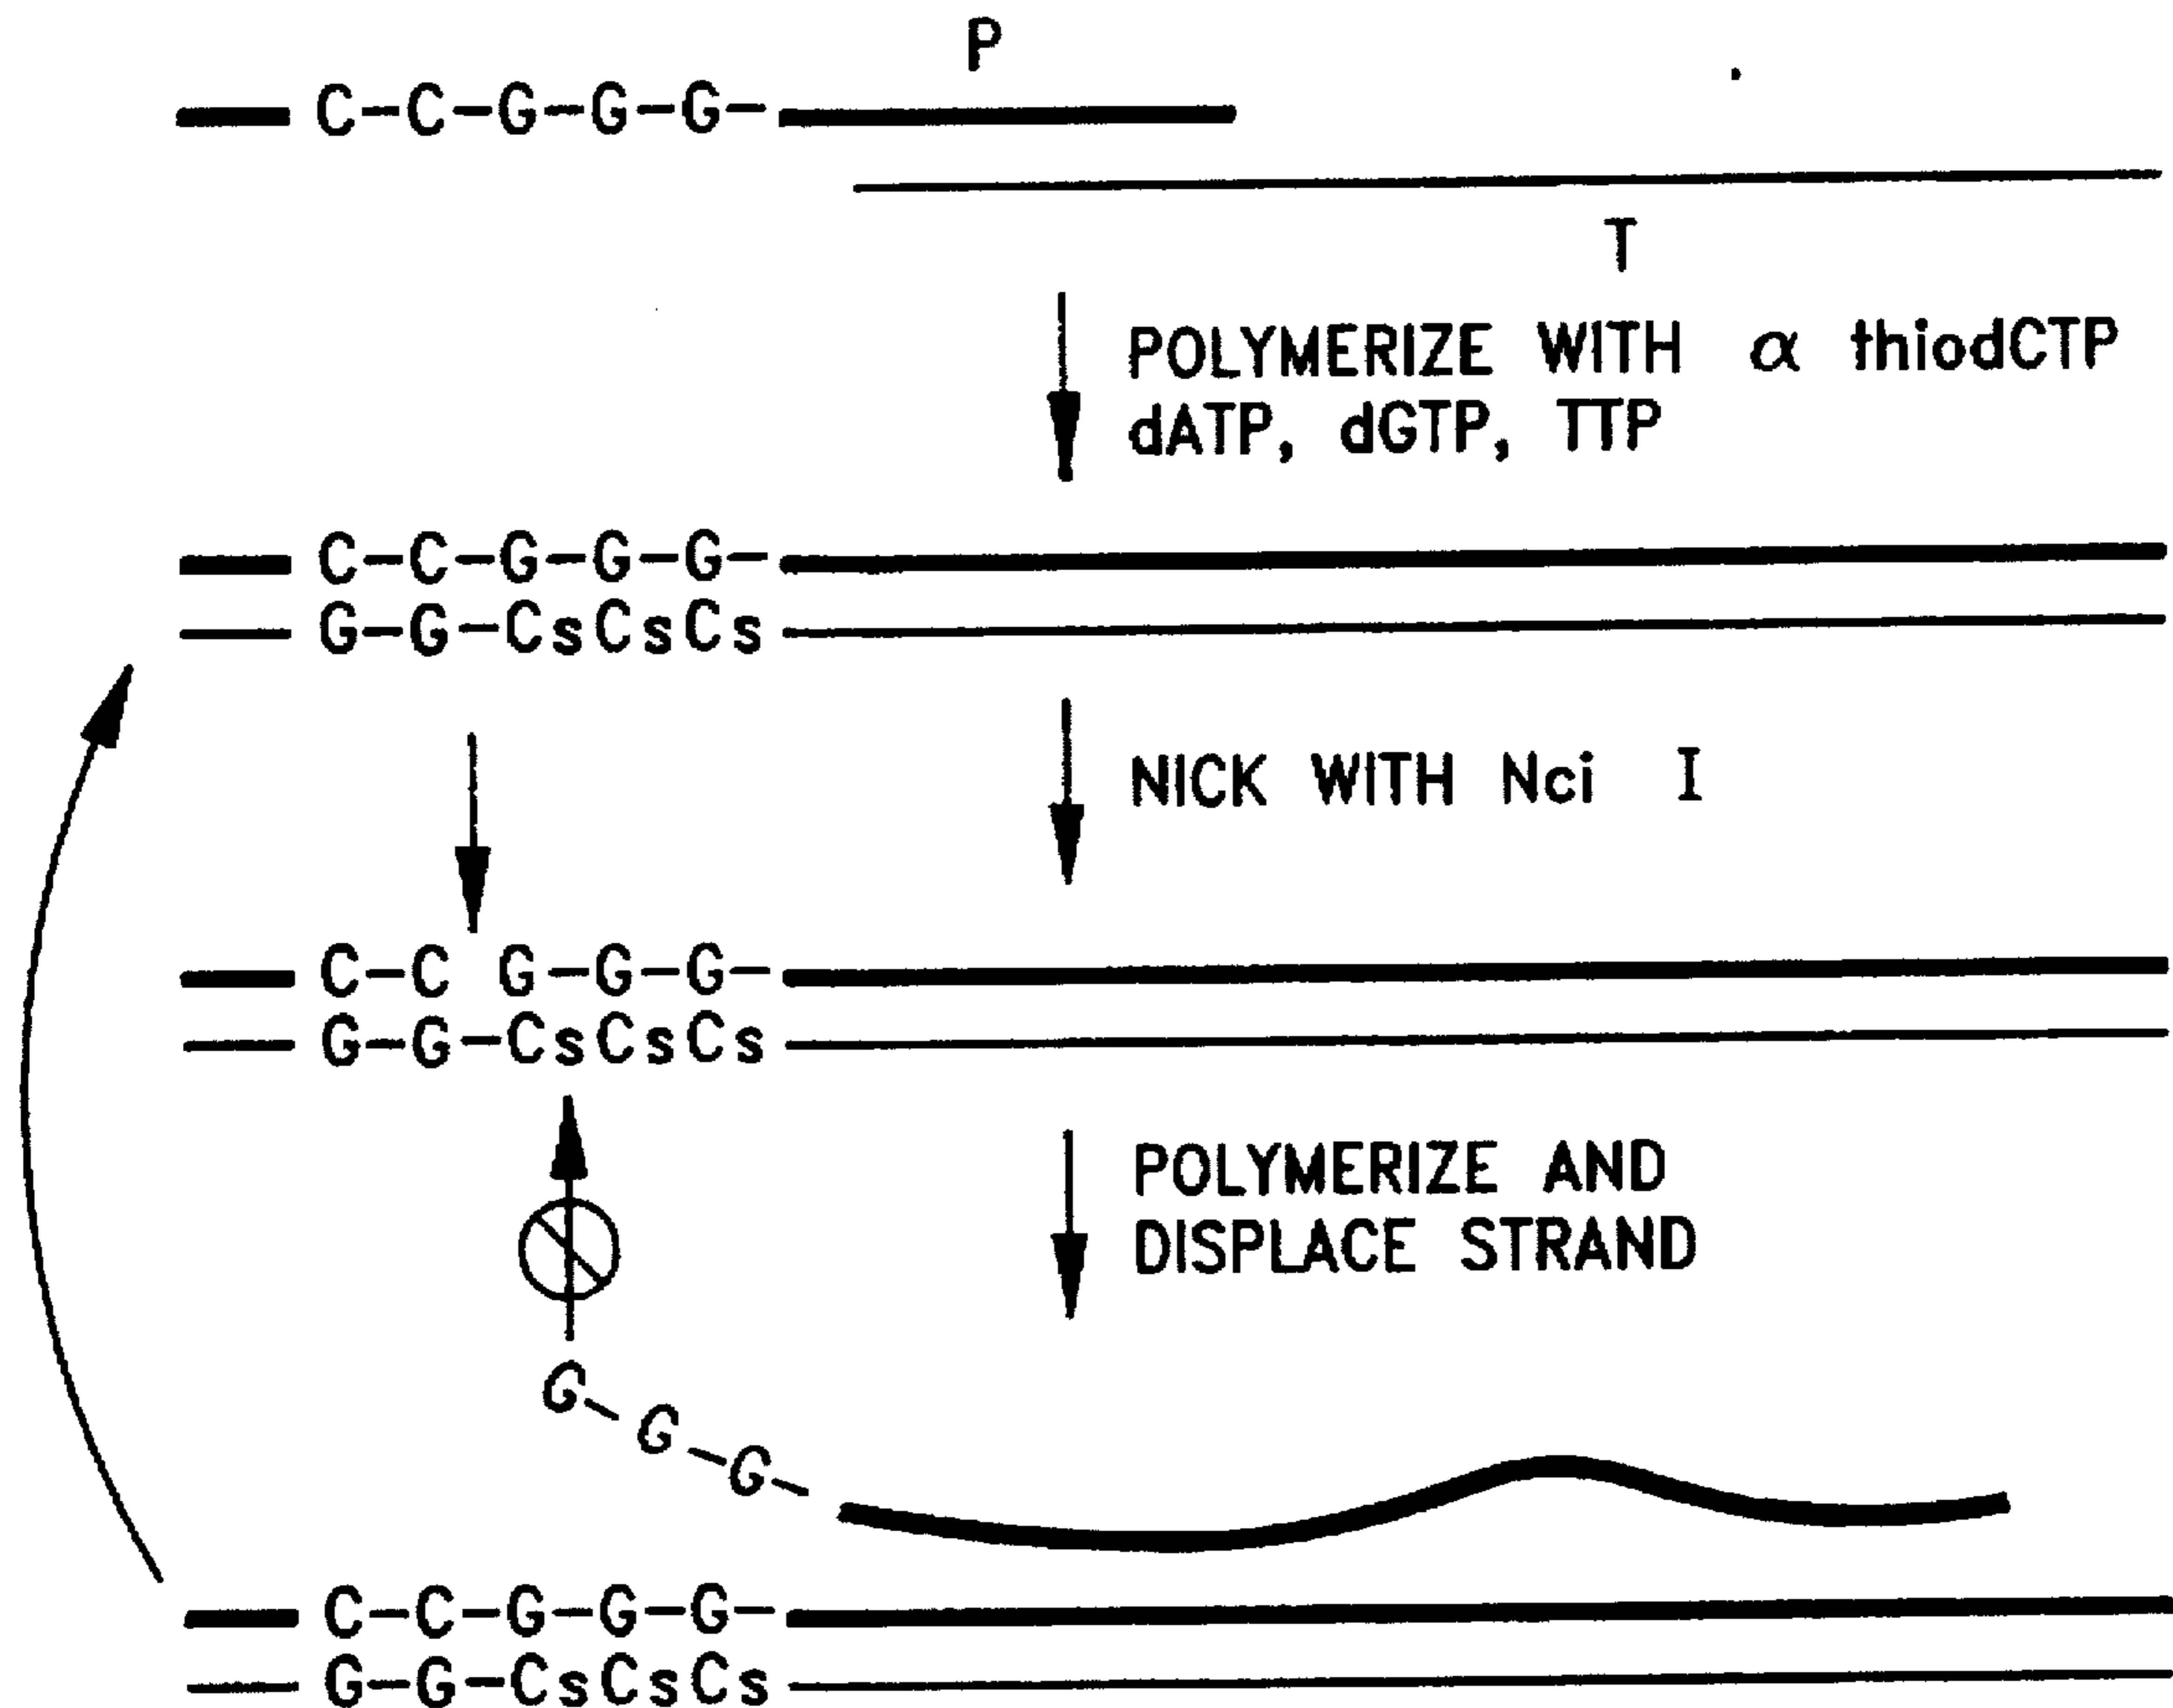 P
C-C-G-G-G-
T
POLYMERIZE WITH α thiodCTP
dATP, dGTP, TTP
C-C-G-G-G-
G-G-CsCsCs
NICK WITH Nci I
C-C G-G-G-
G-G-CsCsCs
POLYMERIZE AND
DISPLACE STRAND
G-G-G-
C-C-G-G-G-
G-G-CsCsCs